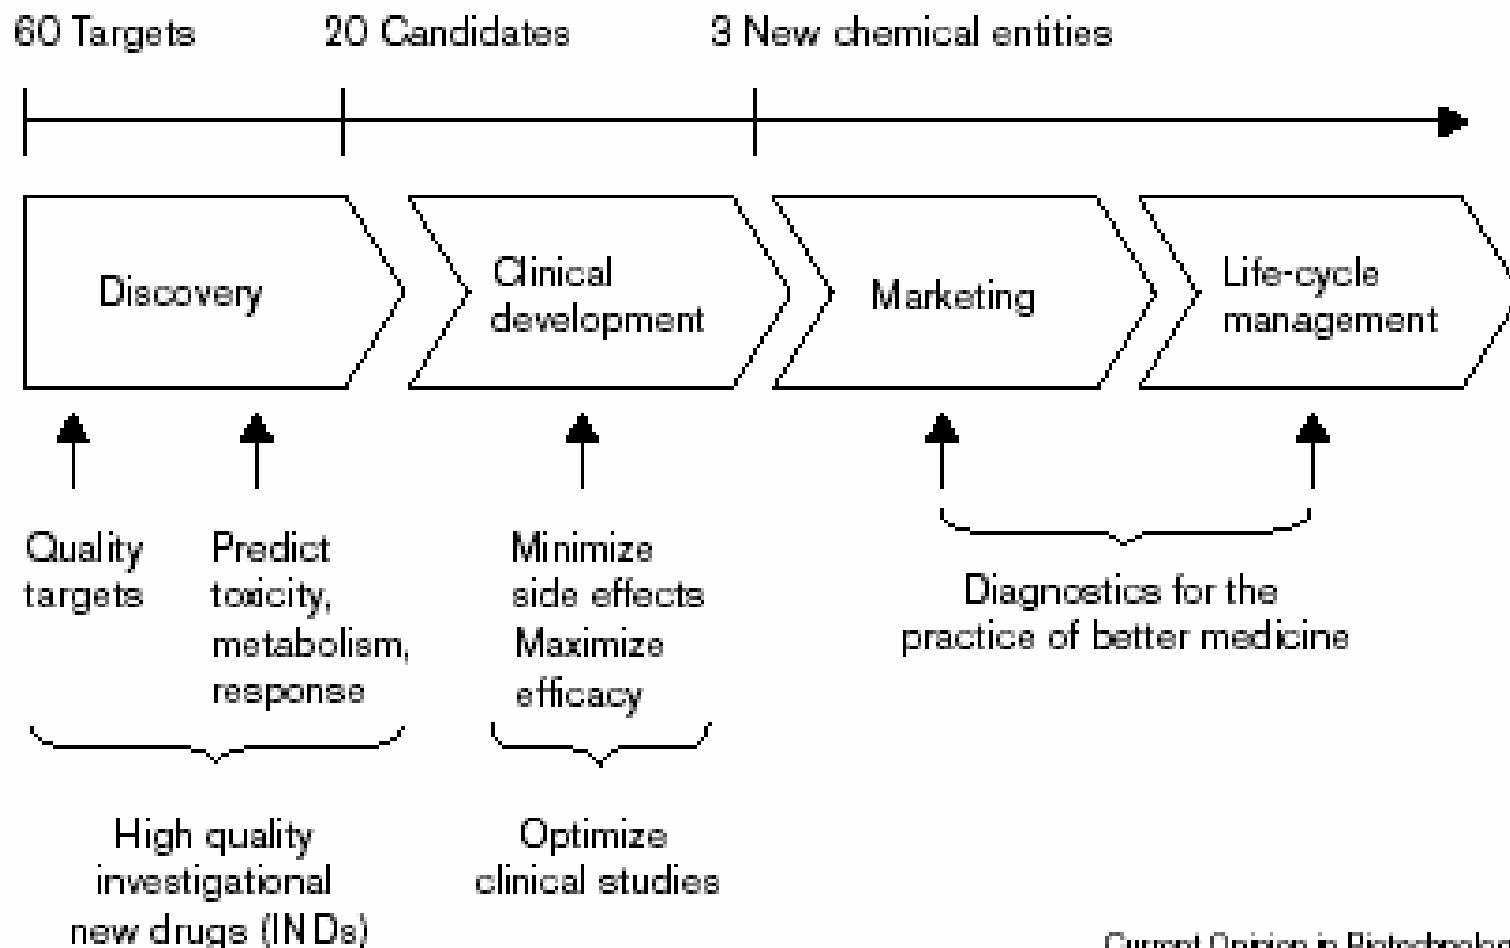 60 Targets
20 Candidates
3 New chemical entities
Discovery
Clinical
development
Marketing
Life-cycle
management
Quality
targets
Predict
toxicity,
metabolism,
response
Minimize
side effects
Maximize
efficacy
Diagnostics for the
practice of better medicine
High quality
investigational
new drugs (INDs)
Optimize
clinical studies
Current Opinion in